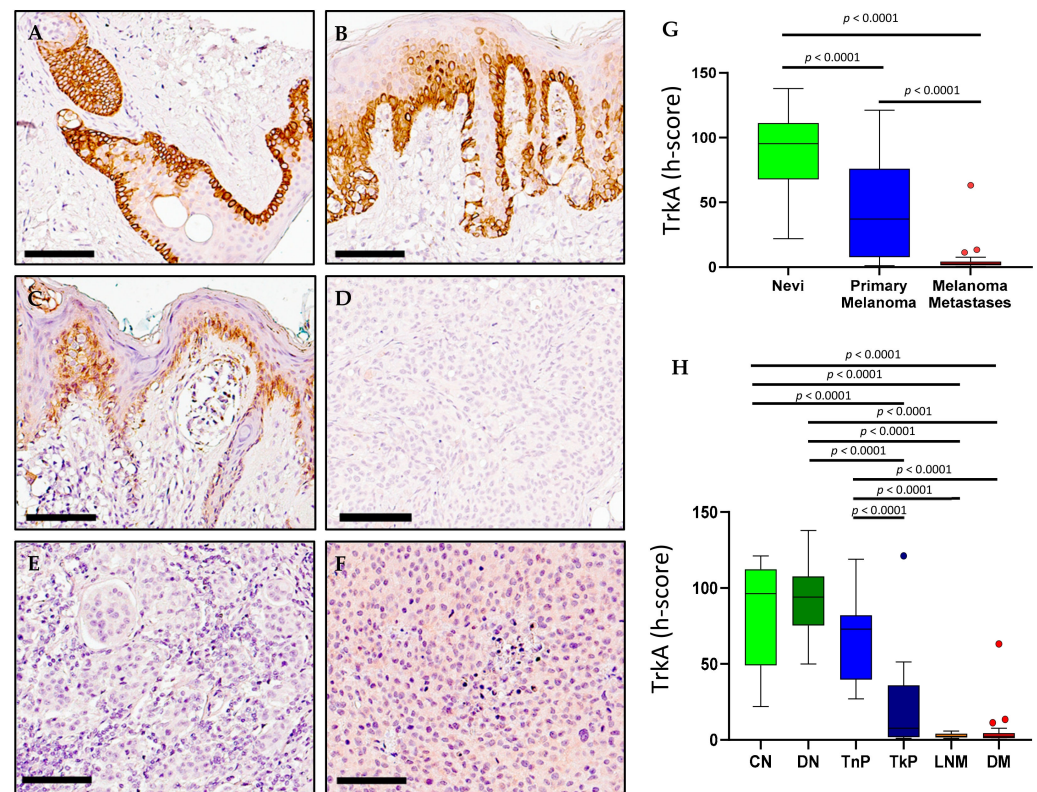 A
B
C
D
E
F
G
p < 0.0001
p < 0.0001
p < 0.0001
TrkA (h-score)
150
100
50
0
Nevi
Primary
Melanoma
Melanoma
Metastases
H
p < 0.0001
p < 0.0001
p < 0.0001
p < 0.0001
p < 0.0001
p < 0.0001
p < 0.0001
p < 0.0001
p < 0.0001
TrkA (h-score)
150
100
50
0
CN DN TnP TkP LNM DM